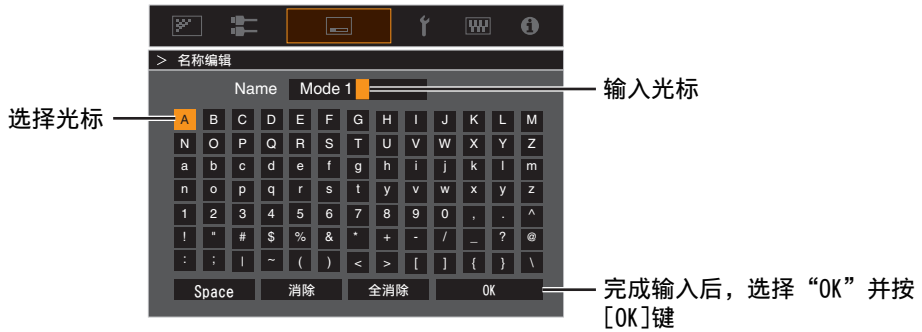 > 名称编辑
Name Mode 1
输入光标
选择光标
A B C D E F G H I J K L M
N O P Q R S T U V W X Y Z
a b c d e f g h i j k l m
n o p q r s t y v w x y z
1 2 3 4 5 6 7 8 9 0 , . ^
! " # $ % & * + - / _ ? @
: ; | ~ ( ) < > [ ] { } \
Space 消除 全消除 OK
完成输入后，选择“OK”并按
[OK]键